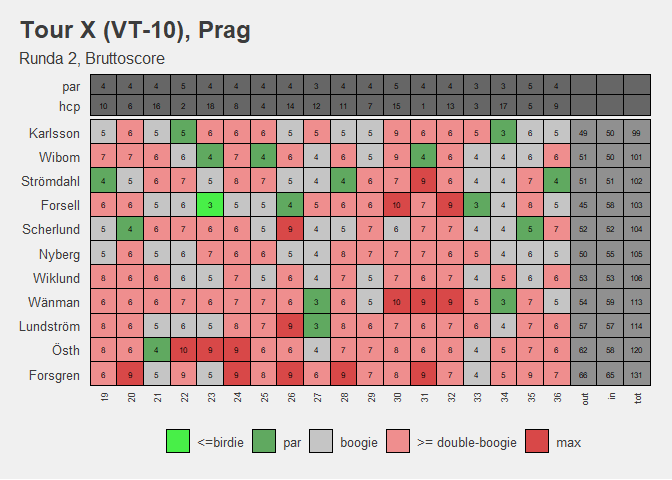 Tour X (VT-10), Prag
Runda 2, Bruttoscore
par 4 4 4 5 4 4 4 4 3 4 4 5 4 4 3 3 5 4
hcp 10 6 16 2 18 8 4 14 12 11 7 15 1 13 3 17 5 9
Karlsson 5 6 5 5 6 6 6 5 5 5 5 9 6 6 5 3 6 5 49 50 99
Wibom 7 7 6 6 4 7 4 6 4 6 5 9 4 6 4 4 6 6 51 50 101
Strömdahl 4 5 6 7 5 8 7 5 4 4 6 7 9 6 4 4 7 4 51 51 102
Forsell 6 6 5 6 3 5 5 4 5 6 6 10 7 9 3 4 8 5 45 58 103
Scherlund 5 4 6 7 6 6 6 9 4 5 7 6 7 7 4 4 5 7 52 52 104
Nyberg 5 6 5 6 7 6 6 5 4 8 7 7 7 6 5 4 6 5 50 55 105
Wiklund 8 6 6 6 5 7 5 6 4 7 5 7 6 7 4 5 6 6 53 53 106
Wänman 6 6 6 7 6 7 6 7 3 6 5 10 9 9 5 3 7 5 54 59 113
Lundström 8 6 5 6 5 8 7 9 3 8 6 7 7 6 6 4 7 6 57 57 114
Östh 8 6 4 10 9 9 6 6 4 7 7 8 6 8 4 5 7 6 62 58 120
Forsgren 6 9 5 9 5 9 8 9 6 9 7 8 9 7 4 5 9 7 66 65 131
19 20 21 22 23 24 25 26 27 28 29 30 31 32 33 34 35 36 out in tot
<=birdie par boogie >= double-boogie max